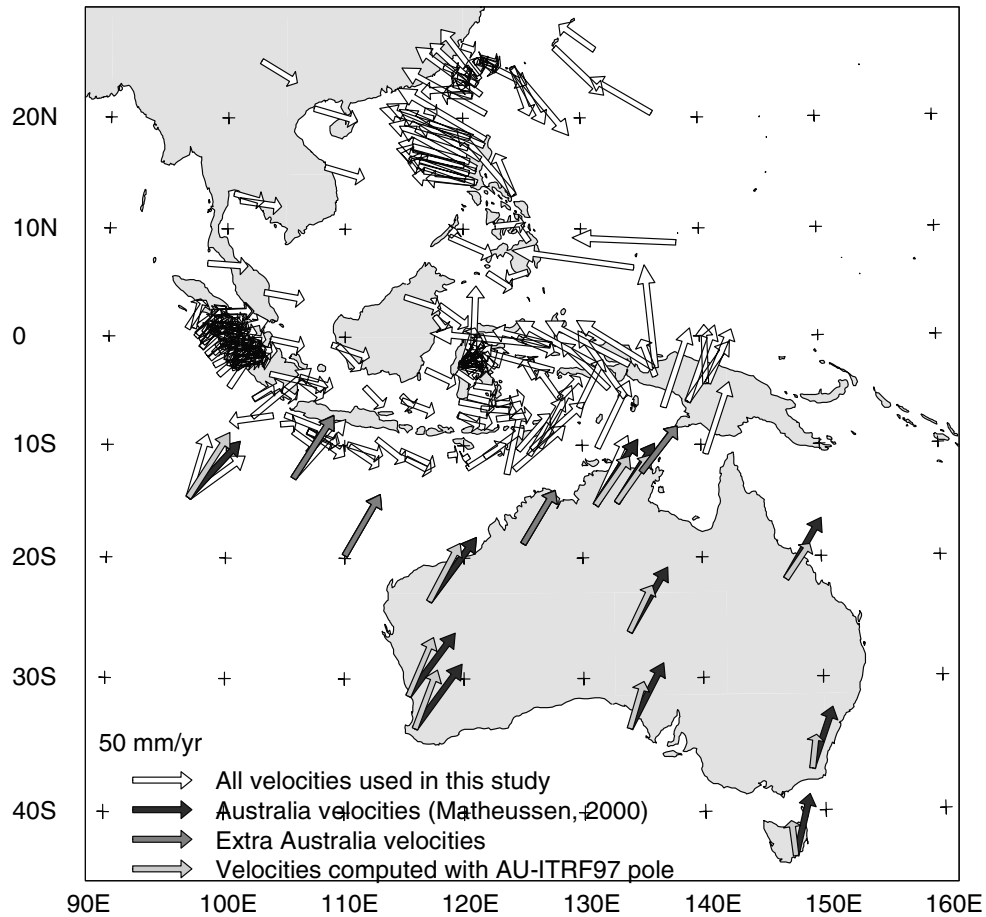 20N
10N
0
10S
20S
30S
50 mm/yr
All velocities used in this study
Australia velocities (Matheussen, 2000)
40S
Extra Australia velocities
Velocities computed with AU-ITRF97 pole
90E 100E 110E 120E 130E 140E 150E 160E